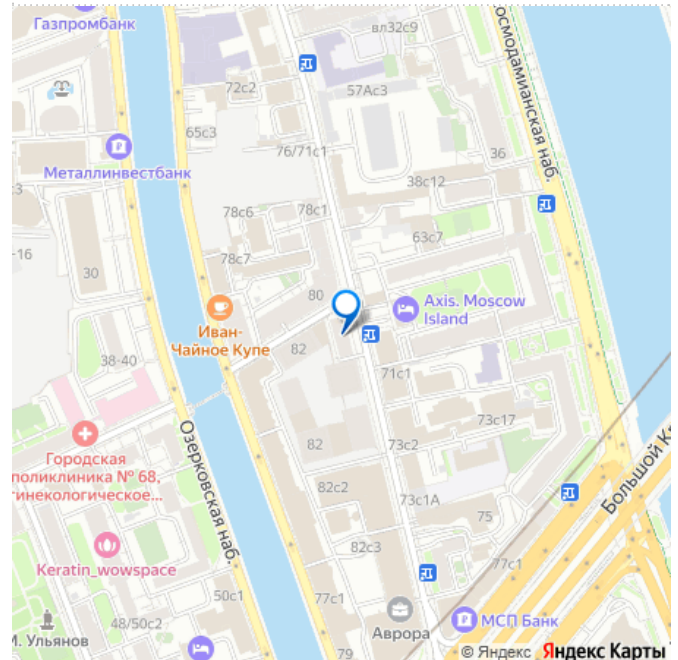 Газпромбанк
вл32с9
72с2
57Ас3
65с3
Космодамианская наб.
76/71с1
36
Металлинвестбанк
38с12
78с6
78с1
63с7
-16
78с7
30
80
Axis. Moscow
Island
Иван-
Чайное Купе
82
38-40
71с1
73с17
82
73с2
Городская
поликлиника № 68,
гинекологическое...
Озерковская наб.
82с2
73с1А
75
Большой К
82с3
77с1
Keratin_wowspace
50с1
77с1
48/50с2
МСП Банк
М. Ульянов
Аврора
79
© Яндекс Яндекс Карты